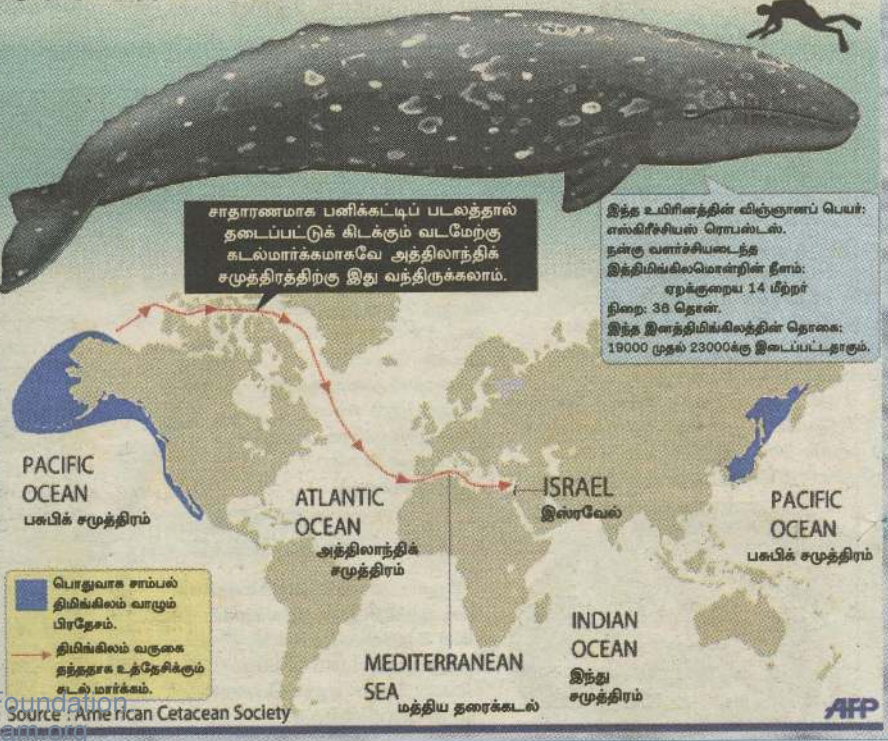 சாதாரணமாக பனிக்கட்டிப் படலத்தால்
தடைப்பட்டுக் கிடக்கும் வடமேற்கு
கடல்மார்க்கமாகவே அத்திலாந்திக்
சமுத்திரத்திற்கு இது வந்திருக்கலாம்.
இந்த உயிரினத்தின் விஞ்ஞானப் பெயர்:
எஸ்கிரீச்சியஸ் ரொபஸ்டஸ்.
நன்கு வளர்ச்சியடைந்த
இத்திமிங்கிலமொன்றின் நீளம்:
ஏறக்குறைய 14 மீற்றர்
நிறை: 36 தொன்.
இந்த இனத்திமிங்கிலத்தின் தொகை:
19000 முதல் 23000க்கு இடைப்பட்டதாகும்.
PACIFIC
OCEAN
பசுபிக் சமுத்திரம்
ATLANTIC
OCEAN
அத்திலாந்திக்
சமுத்திரம்
ISRAEL
இஸ்ரவேல்
PACIFIC
OCEAN
பசுபிக் சமுத்திரம்
பொதுவாக சாம்பல்
திமிங்கிலம் வாழும்
பிரதேசம்.
திமிங்கிலம் வருகை
தந்ததாக உத்தேசிக்கும்
கடல் மார்க்கம்.
MEDITERRANEAN
SEA
மத்திய தரைக்கடல்
INDIAN
OCEAN
இந்து
சமுத்திரம்
Source : American Cetacean Society
AFP